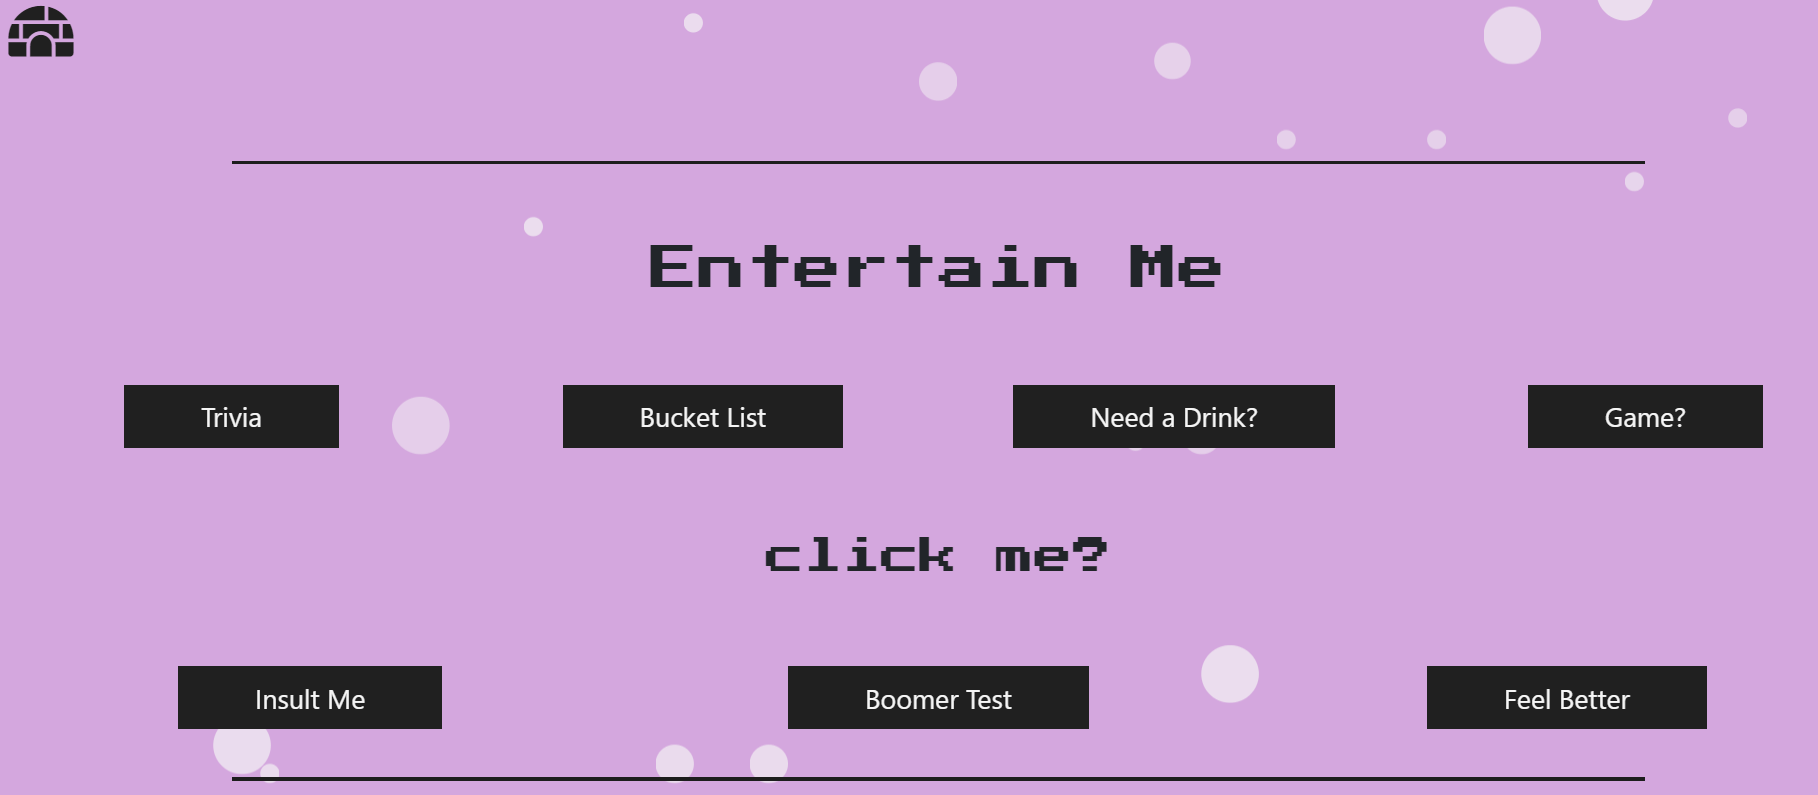 Entertain Me
Trivia
Bucket List
Need a Drink?
Game?
click me?
Insult Me
Boomer Test
Feel Better